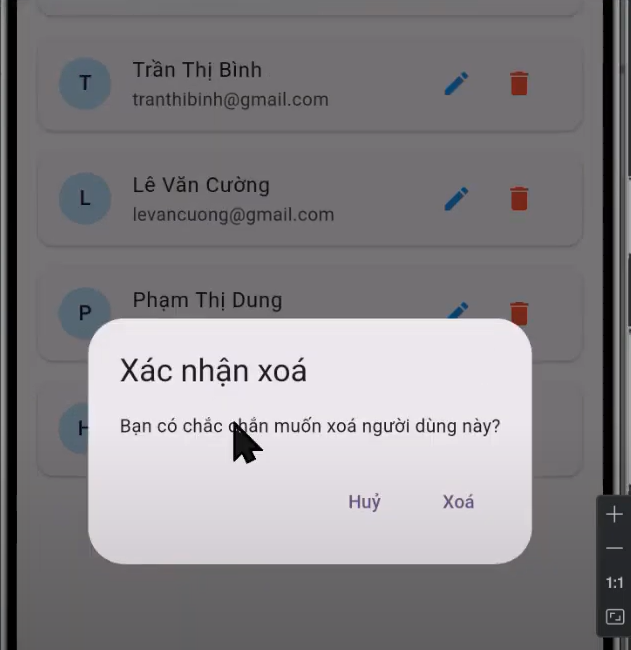 T
Trần Thị Bình
tranthibinh@gmail.com
L
Lê Văn Cường
levancuong@gmail.com
P
Phạm Thị Dung
Xác nhận xoá
Bạn có chắc chắn muốn xoá người dùng này?
Huỷ
Xoá
1:1